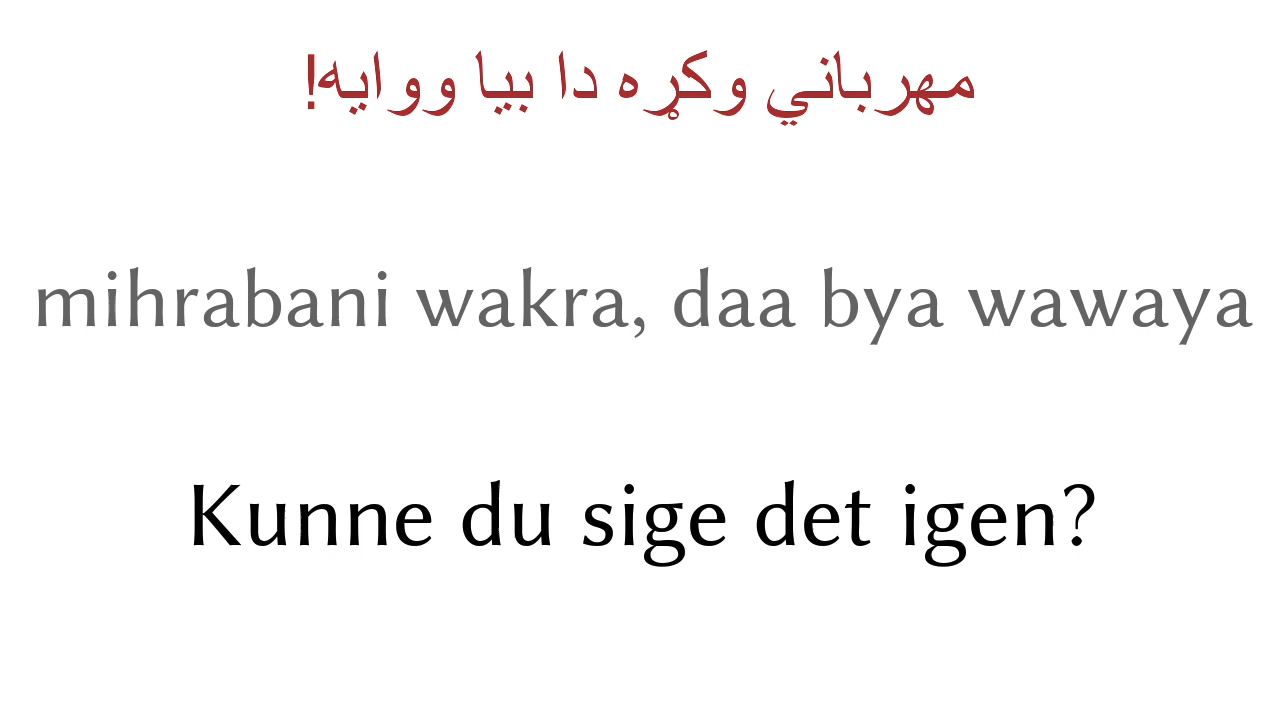 مهرباني وکړه دا بيا ووايه!
mihrabani wakra, daa bya wawaya
Kunne du sige det igen?